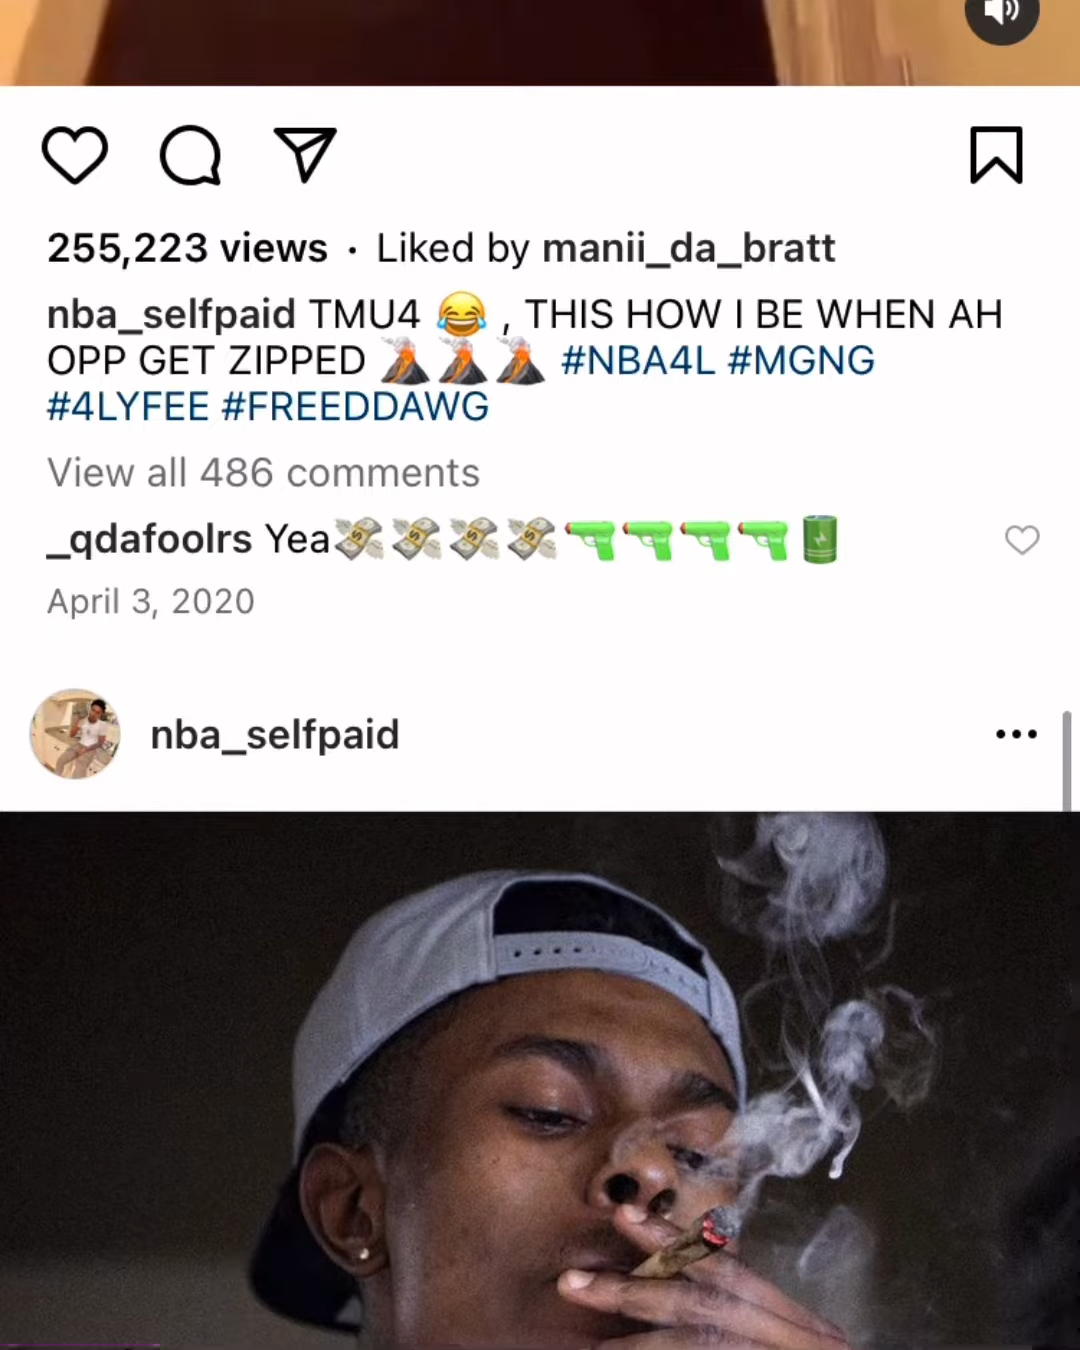 255,223 views · Liked by manii_da_bratt
nba_selfpaid TMU4 😂 , THIS HOW I BE WHEN AH
OPP GET ZIPPED 🌋🌋🌋 #NBA4L #MGNG
#4LYFEE #FREEDDAWG
View all 486 comments
_qdafoolrs Yea💸💸💸💸🔫🔫🔫🔫🔋
April 3, 2020
nba_selfpaid